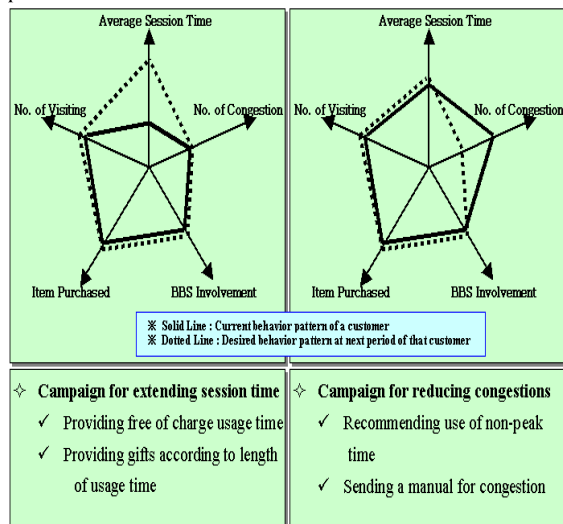 Average Session Time
No. of Visiting
No. of Congestion
Item Purchased
BBS Involvement
Average Session Time
No. of Visiting
No. of Congestion
Item Purchased
BBS Involvement
※ Solid Line : Current behavior pattern of a customer
※ Dotted Line : Desired behavior pattern at next period of that customer
✧ Campaign for extending session time
✓ Providing free of charge usage time
✓ Providing gifts according to length
of usage time
✧ Campaign for reducing congestions
✓ Recommending use of non-peak
time
✓ Sending a manual for congestion